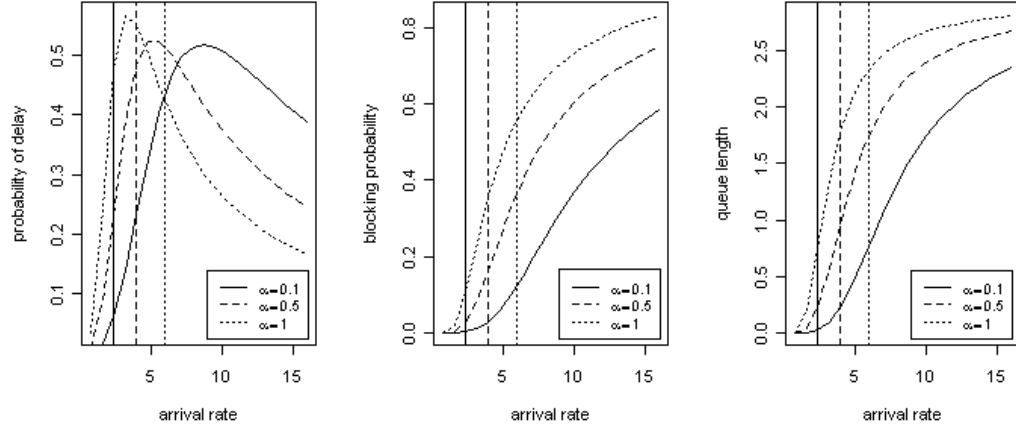 probability of delay
0.1
0.2
0.3
0.4
0.5
5
10
15
arrival rate
α=0.1
α=0.5
α=1
blocking probability
0.0
0.2
0.4
0.6
0.8
5
10
15
arrival rate
α=0.1
α=0.5
α=1
queue length
0.0
0.5
1.0
1.5
2.0
2.5
5
10
15
arrival rate
α=0.1
α=0.5
α=1